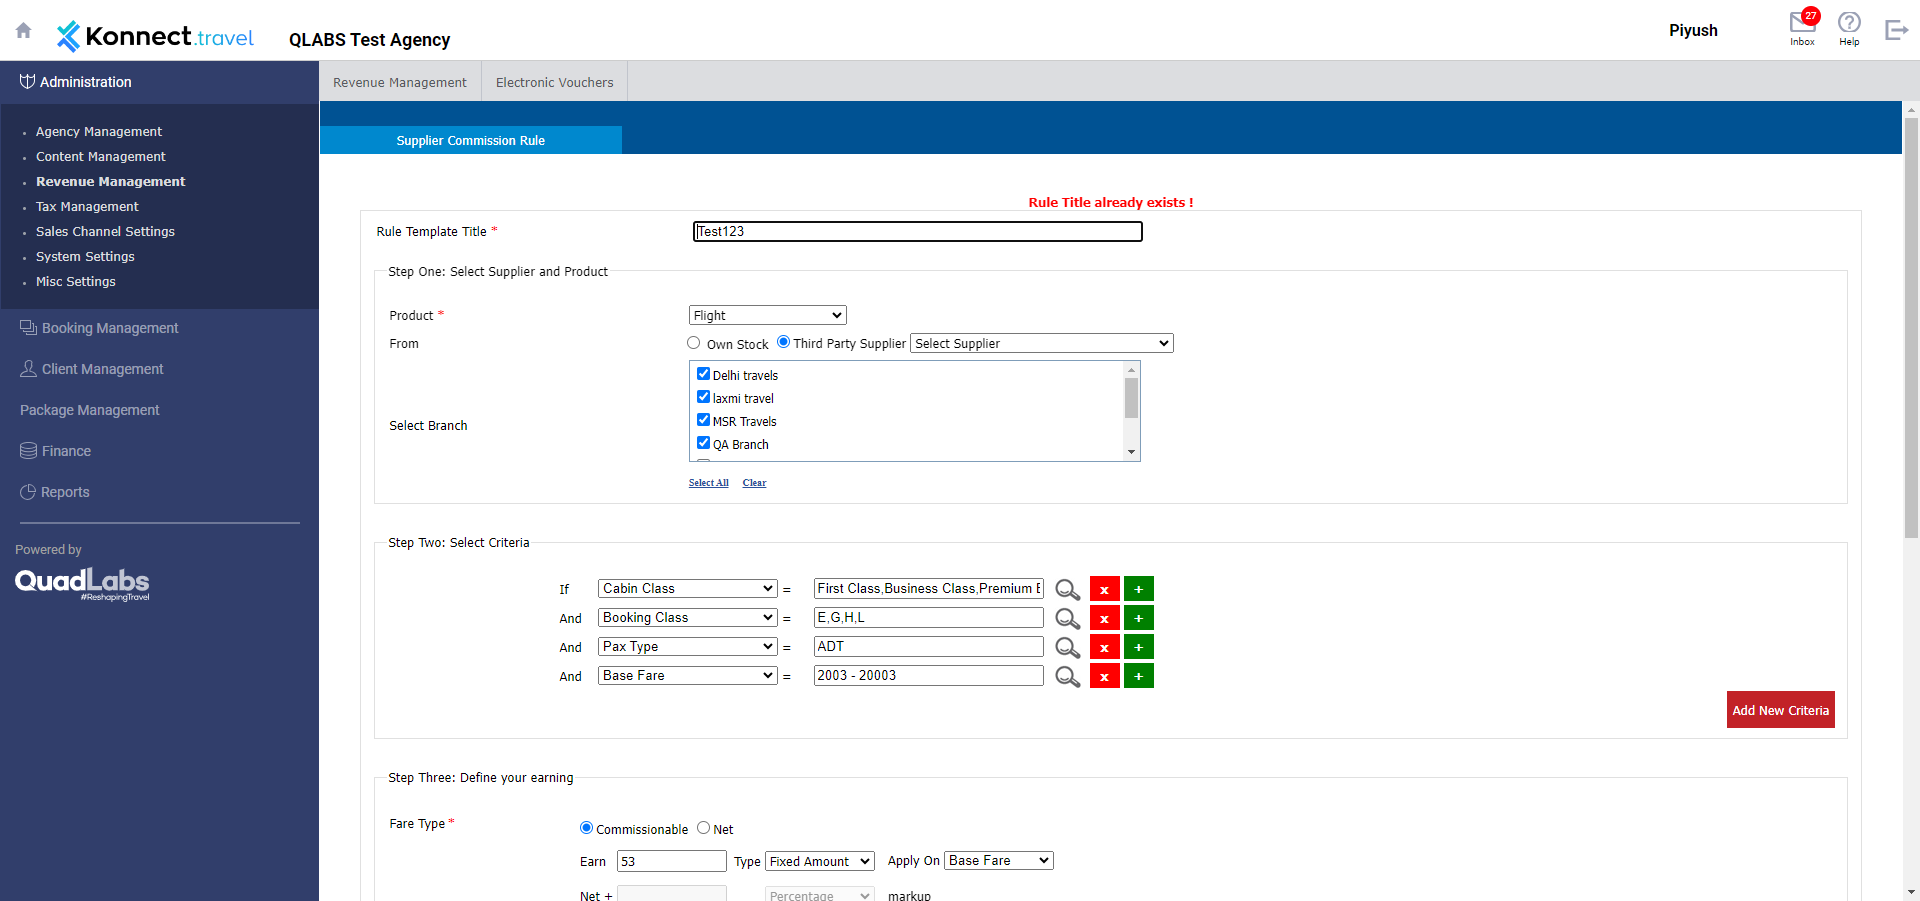 Konnect.travel
QLABS Test Agency
Piyush
27
Inbox
Help
Administration
Agency Management
Content Management
Revenue Management
Tax Management
Sales Channel Settings
System Settings
Misc Settings
Booking Management
Client Management
Package Management
Finance
Reports
Powered by
QuadLabs
#ReshapingTravel
Revenue Management
Electronic Vouchers
Supplier Commission Rule
Rule Title already exists !
Rule Template Title *
Test123
Step One: Select Supplier and Product
Product *
Flight
From
Own Stock
Third Party Supplier
Select Supplier
Select Branch
Delhi travels
laxmi travel
MSR Travels
QA Branch
Select All
Clear
Step Two: Select Criteria
If Cabin Class = First Class,Business Class,Premium E x +
And Booking Class = E,G,H,L x +
And Pax Type = ADT x +
And Base Fare = 2003 - 20003 x +
Add New Criteria
Step Three: Define your earning
Fare Type *
Commissionable
Net
Earn 53 Type Fixed Amount Apply On Base Fare
Net + Percentage markup